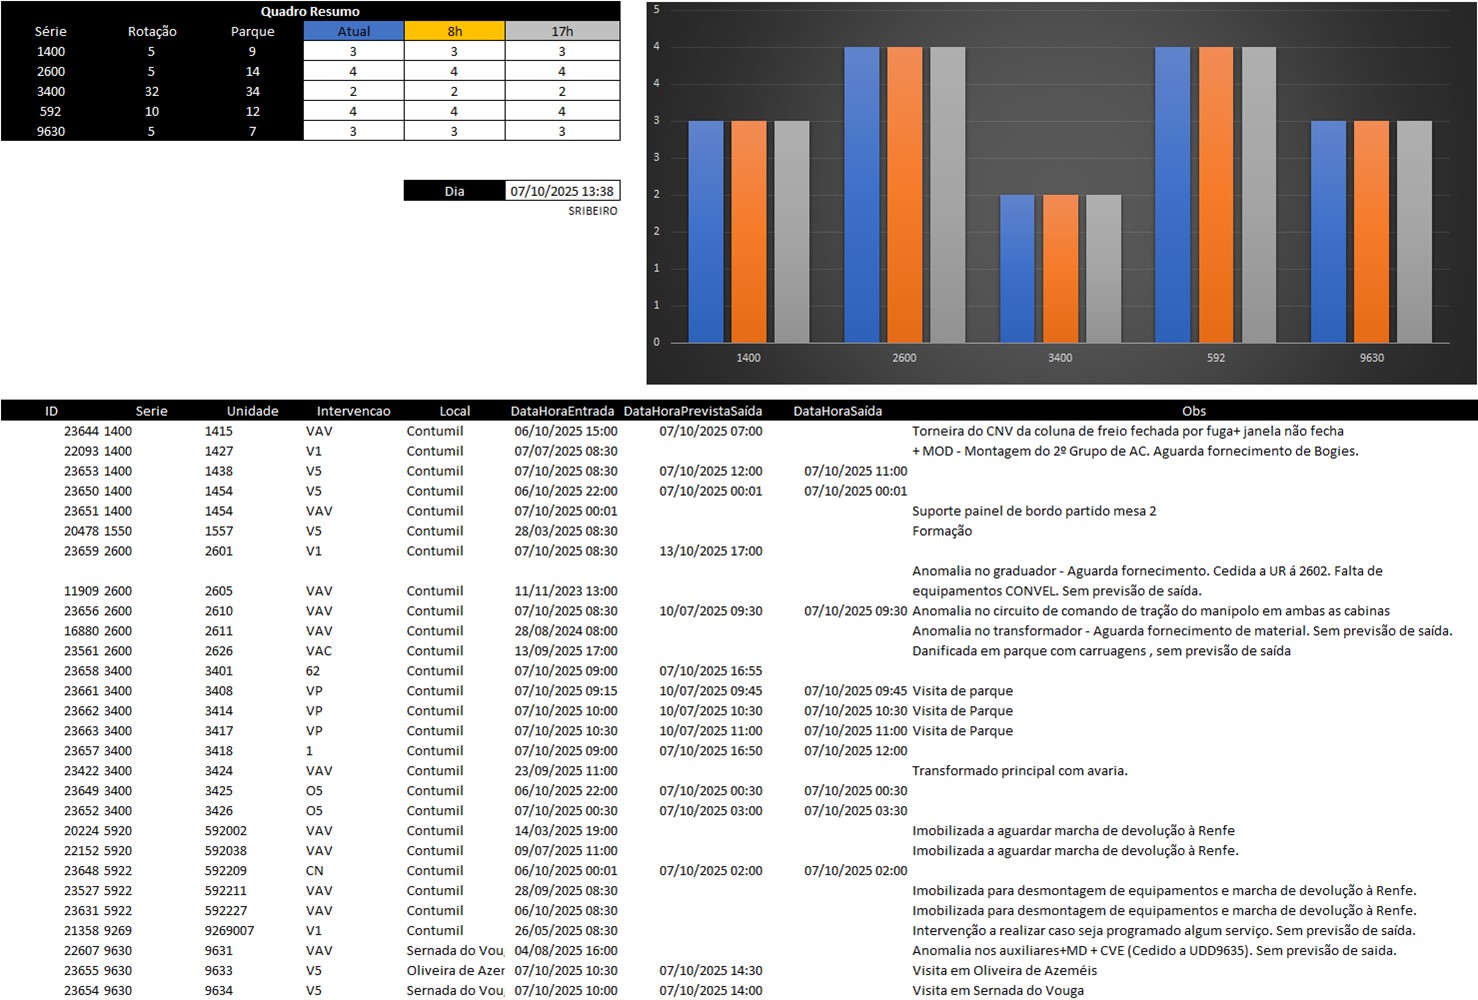 Quadro Resumo
Série Rotação Parque Atual 8h 17h
1400 5 9 3 3 3
2600 5 14 4 4 4
3400 32 34 2 2 2
592 10 12 4 4 4
9630 5 7 3 3 3
Dia 07/10/2025 13:38
SRIBEIRO
5
4
4
3
3
2
2
1
1
0
1400 2600 3400 592 9630
ID Serie Unidade Intervencao Local DataHoraEntrada DataHoraPrevistaSaída DataHoraSaída Obs
23644 1400 1415 VAV Contumil 06/10/2025 15:00 07/10/2025 07:00 Torneira do CNV da coluna de freio fechada por fuga+ janela não fecha
22093 1400 1427 V1 Contumil 07/07/2025 08:30 + MOD - Montagem do 2º Grupo de AC. Aguarda fornecimento de Bogies.
23653 1400 1438 V5 Contumil 07/10/2025 08:30 07/10/2025 12:00 07/10/2025 11:00
23650 1400 1454 V5 Contumil 06/10/2025 22:00 07/10/2025 00:01 07/10/2025 00:01
23651 1400 1454 VAV Contumil 07/10/2025 00:01 Suporte painel de bordo partido mesa 2
20478 1550 1557 V5 Contumil 28/03/2025 08:30 Formação
23659 2600 2601 V1 Contumil 07/10/2025 08:30 13/10/2025 17:00
Anomalia no graduador - Aguarda fornecimento. Cedida a UR á 2602. Falta de
11909 2600 2605 VAV Contumil 11/11/2023 13:00 equipamentos CONVEL. Sem previsão de saída.
23656 2600 2610 VAV Contumil 07/10/2025 08:30 10/07/2025 09:30 07/10/2025 09:30 Anomalia no circuito de comando de tração do manipolo em ambas as cabinas
16880 2600 2611 VAV Contumil 28/08/2024 08:00 Anomalia no transformador - Aguarda fornecimento de material. Sem previsão de saída.
23561 2600 2626 VAC Contumil 13/09/2025 17:00 Danificada em parque com carruagens , sem previsão de saída
23658 3400 3401 62 Contumil 07/10/2025 09:00 07/10/2025 16:55
23661 3400 3408 VP Contumil 07/10/2025 09:15 10/07/2025 09:45 07/10/2025 09:45 Visita de parque
23662 3400 3414 VP Contumil 07/10/2025 10:00 10/07/2025 10:30 07/10/2025 10:30 Visita de Parque
23663 3400 3417 VP Contumil 07/10/2025 10:30 10/07/2025 11:00 07/10/2025 11:00 Visita de Parque
23657 3400 3418 1 Contumil 07/10/2025 09:00 07/10/2025 16:50 07/10/2025 12:00
23422 3400 3424 VAV Contumil 23/09/2025 11:00 Transformado principal com avaria.
23649 3400 3425 O5 Contumil 06/10/2025 22:00 07/10/2025 00:30 07/10/2025 00:30
23652 3400 3426 O5 Contumil 07/10/2025 00:30 07/10/2025 03:00 07/10/2025 03:30
20224 5920 592002 VAV Contumil 14/03/2025 19:00 Imobilizada a aguardar marcha de devolução à Renfe
22152 5920 592038 VAV Contumil 09/07/2025 11:00 Imobilizada a aguardar marcha de devolução à Renfe.
23648 5922 592209 CN Contumil 06/10/2025 00:01 07/10/2025 02:00 07/10/2025 02:00
23527 5922 592211 VAV Contumil 28/09/2025 08:30 Imobilizada para desmontagem de equipamentos e marcha de devolução à Renfe.
23631 5922 592227 VAV Contumil 06/10/2025 08:30 Imobilizada para desmontagem de equipamentos e marcha de devolução à Renfe.
21358 9269 9269007 V1 Contumil 26/05/2025 08:30 Intervenção a realizar caso seja programado algum serviço. Sem previsão de saída.
22607 9630 9631 VAV Sernada do Vou 04/08/2025 16:00 Anomalia nos auxiliares+MD + CVE (Cedido a UDD9635). Sem previsão de saida.
23655 9630 9633 V5 Oliveira de Azer 07/10/2025 10:30 07/10/2025 14:30 Visita em Oliveira de Azeméis
23654 9630 9634 V5 Sernada do Vou 07/10/2025 10:00 07/10/2025 14:00 Visita em Sernada do Vouga